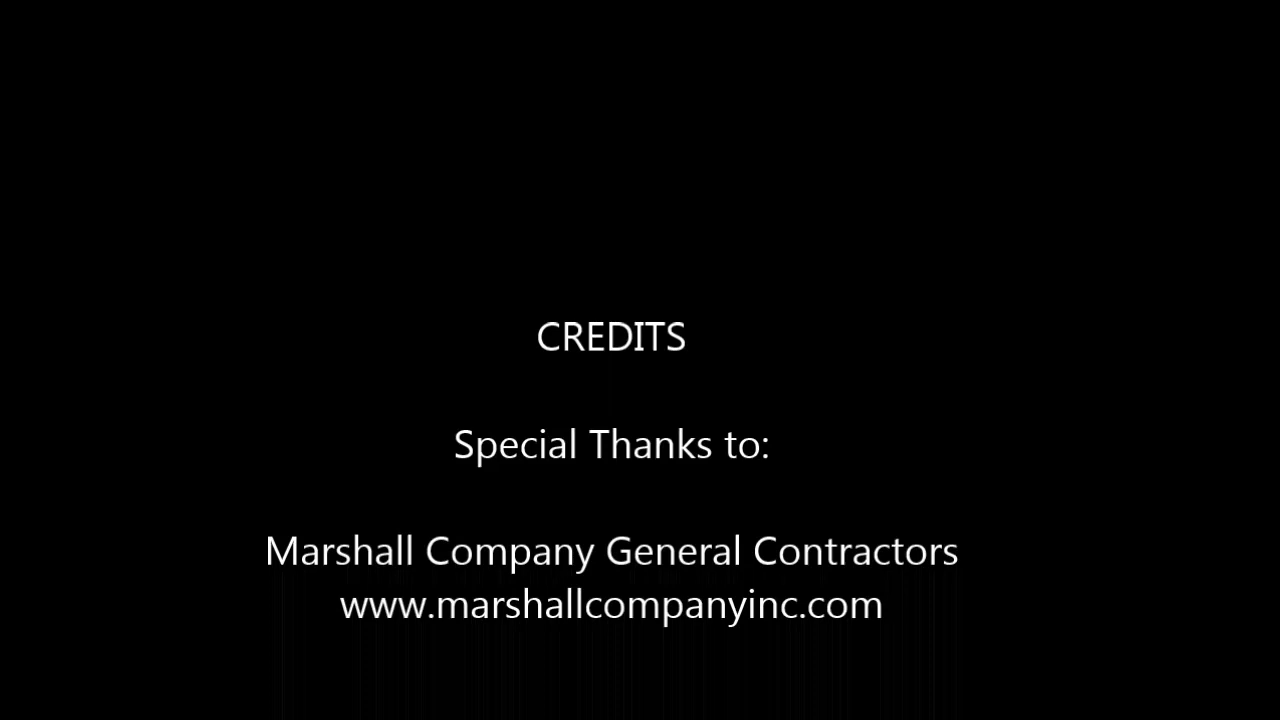 CREDITS
Special Thanks to:
Marshall Company General Contractors
www.marshallcompanyinc.com